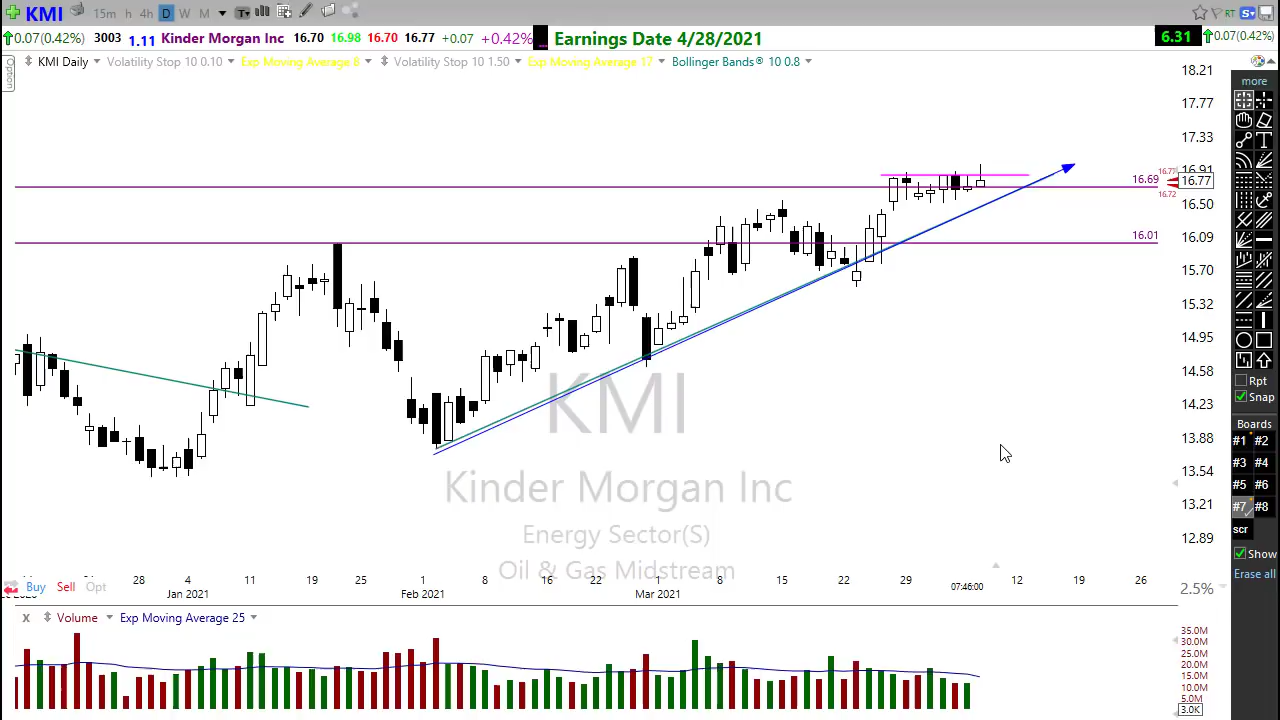 KMI 15m h 4h D W M T
RT S
0.07(0.42%) 3003 1.11 Kinder Morgan Inc 16.70 16.98 16.70 16.77 +0.07 +0.42% Earnings Date 4/28/2021 6.31 0.07(0.42%)
Option
KMI Daily Volatility Stop 10 0.10 Exp Moving Average 8 Volatility Stop 10 1.50 Exp Moving Average 17 Bollinger Bands® 10 0.8
18.21
17.77
17.33
16.91
16.69
16.77
16.72
16.50
16.01
16.09
15.70
15.32
14.95
14.58
14.23
13.88
13.54
13.21
12.89
KMI
Kinder Morgan Inc
Energy Sector(S)
Oil & Gas Midstream
28 4 11 19 25 1 8 16 22 1 8 15 22 29 07:46:00 12 19 26
Jan 2021 Feb 2021 Mar 2021
Buy Sell Opt
2.5%
x Volume Exp Moving Average 25
35.0M
25.0M
20.0M
15.0M
10.0M
5.0M
3.0K
more
T
Rpt
Snap
Boards
#1 #2
#3 #4
#5 #6
#7 #8
scr
Show
Erase all